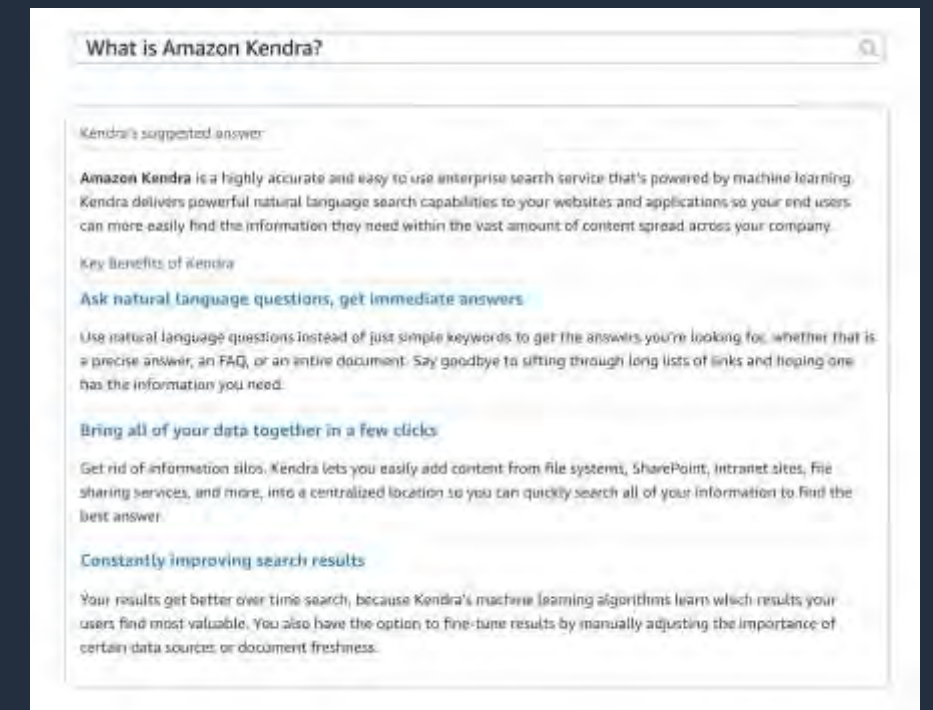 What is Amazon Kendra?
Kendra's suggested answer
Amazon Kendra is a highly accurate and easy to use enterprise search service that's powered by machine learning.
Kendra delivers powerful natural language search capabilities to your websites and applications so your end users
can more easily find the information they need within the vast amount of content spread across your company.
Key Benefits of Kendra
Ask natural language questions, get immediate answers
Use natural language questions instead of just simple keywords to get the answers you're looking for, whether that is
a precise answer, an FAQ, or an entire document. Say goodbye to sifting through long lists of links and hoping one
has the information you need.
Bring all of your data together in a few clicks
Get rid of information silos. Kendra lets you easily add content from file systems, SharePoint, intranet sites, file
sharing services, and more, into a centralized location so you can quickly search all of your information to find the
best answer.
Constantly improving search results
Your results get better over time search, because Kendra's machine learning algorithms learn which results your
users find most valuable. You also have the option to fine-tune results by manually adjusting the importance of
certain data sources or document freshness.